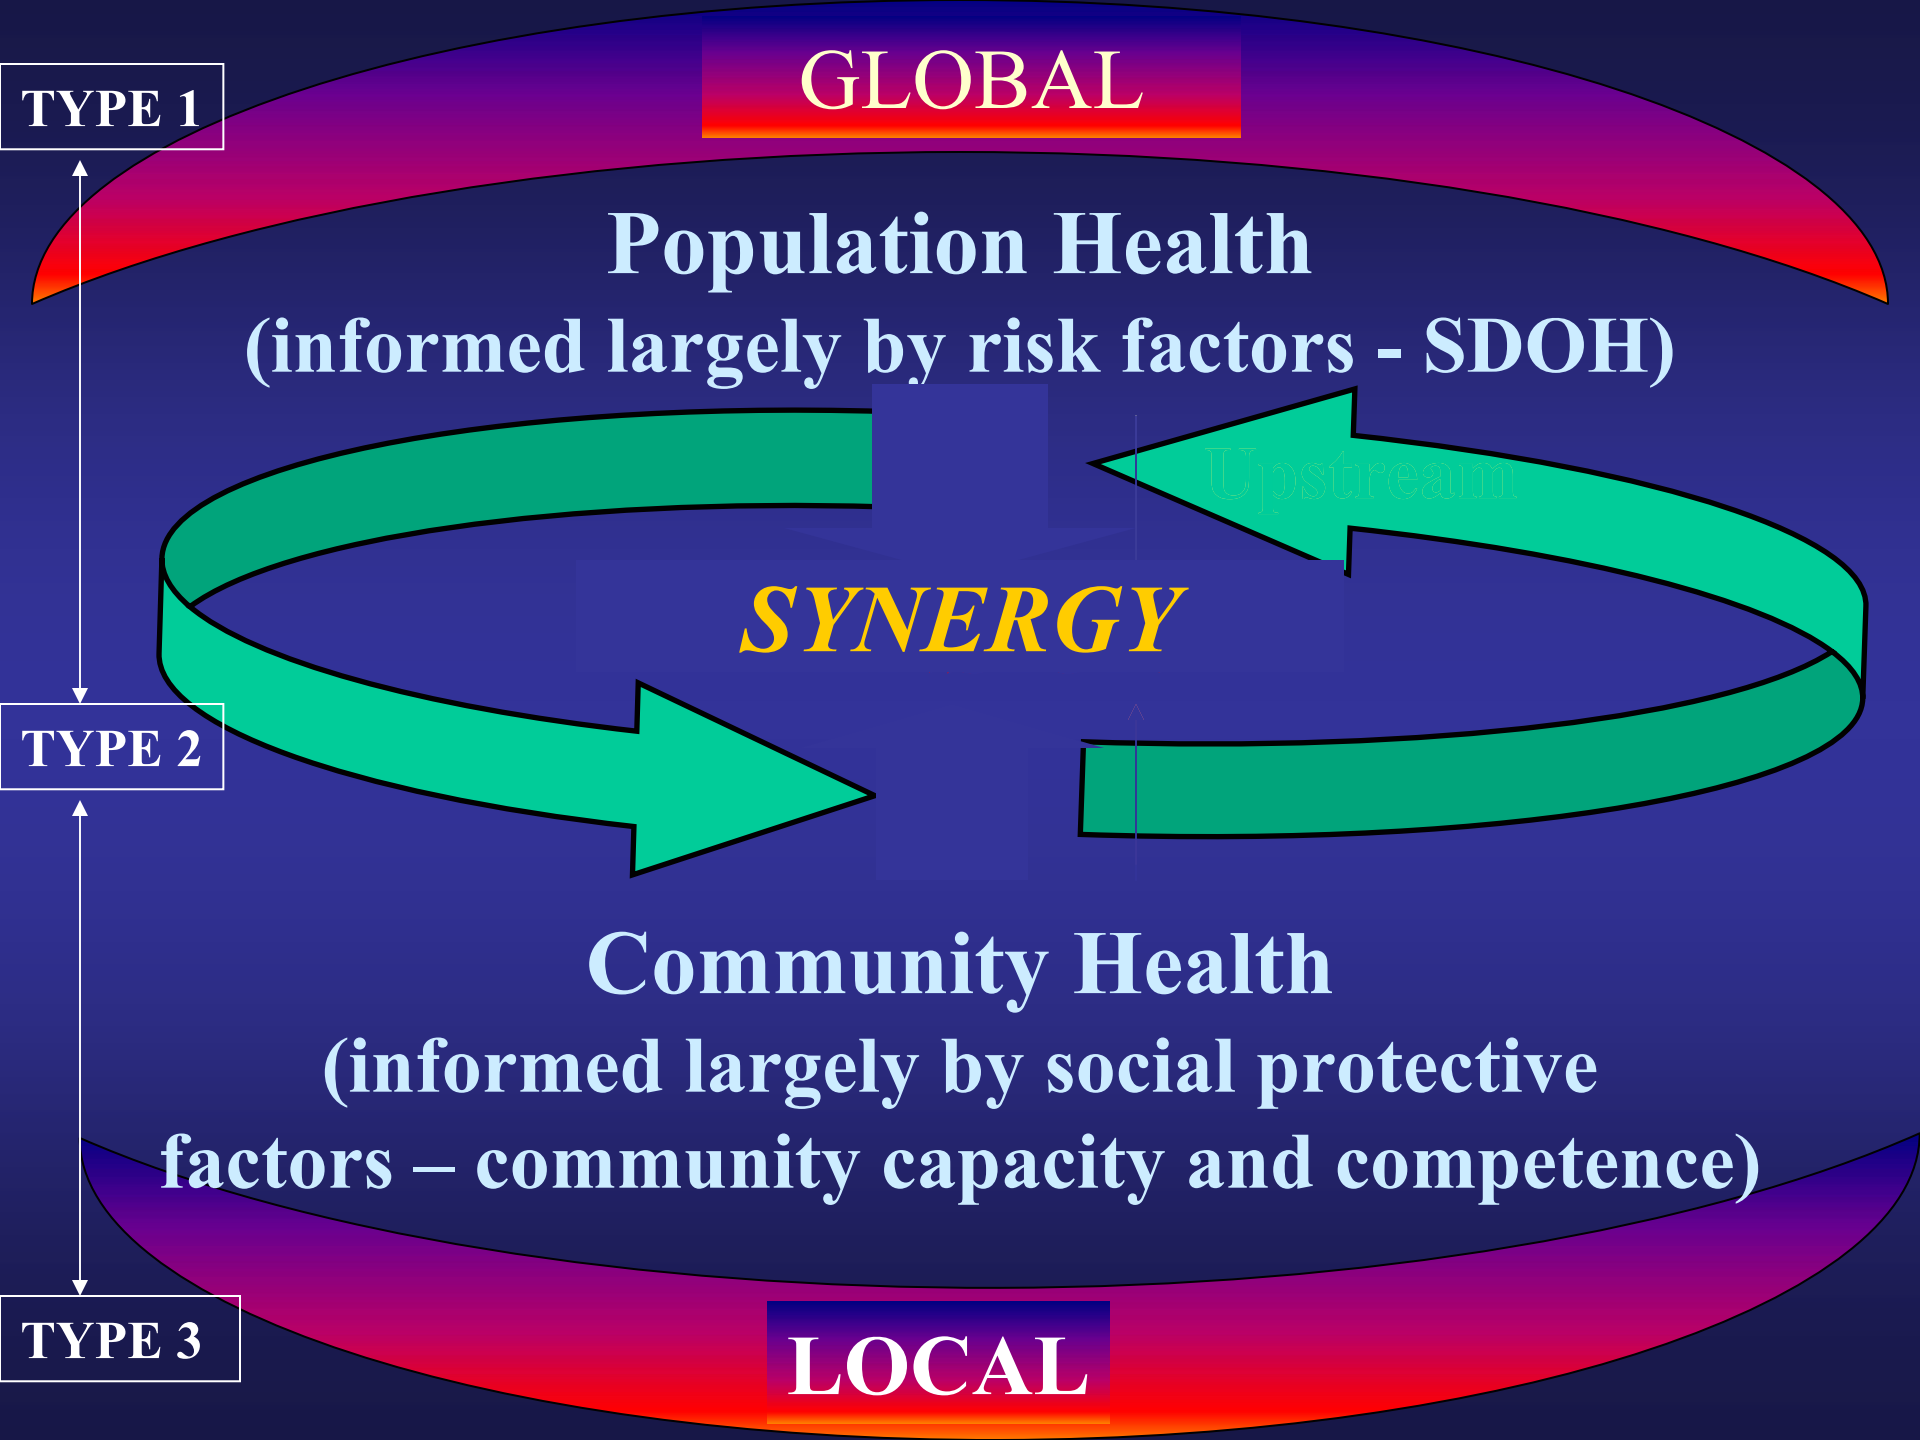 GLOBAL
TYPE 1
Population Health
(informed largely by risk factors - SDOH)
Upstream
SYNERGY
TYPE 2
Community Health
(informed largely by social protective
factors – community capacity and competence)
TYPE 3
LOCAL